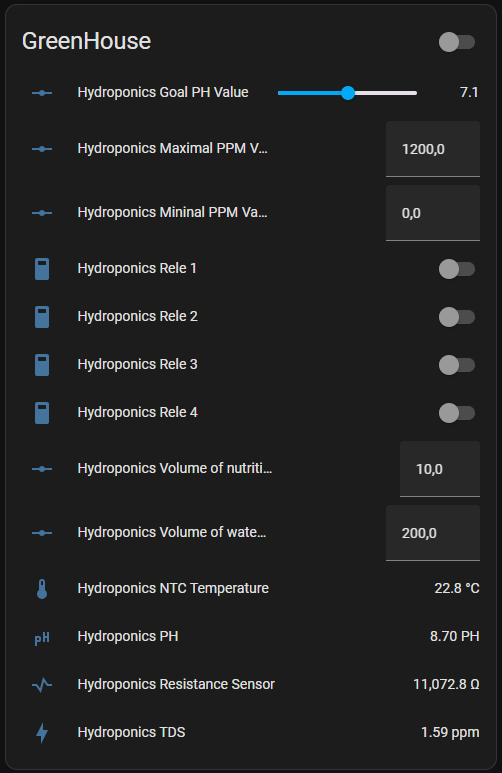 GreenHouse
Hydroponics Goal PH Value 7.1
Hydroponics Maximal PPM V... 1200,0
Hydroponics Mininal PPM Va... 0,0
Hydroponics Rele 1
Hydroponics Rele 2
Hydroponics Rele 3
Hydroponics Rele 4
Hydroponics Volume of nutriti... 10,0
Hydroponics Volume of wate... 200,0
Hydroponics NTC Temperature 22.8 °C
pH Hydroponics PH 8.70 PH
Hydroponics Resistance Sensor 11,072.8 Ω
Hydroponics TDS 1.59 ppm